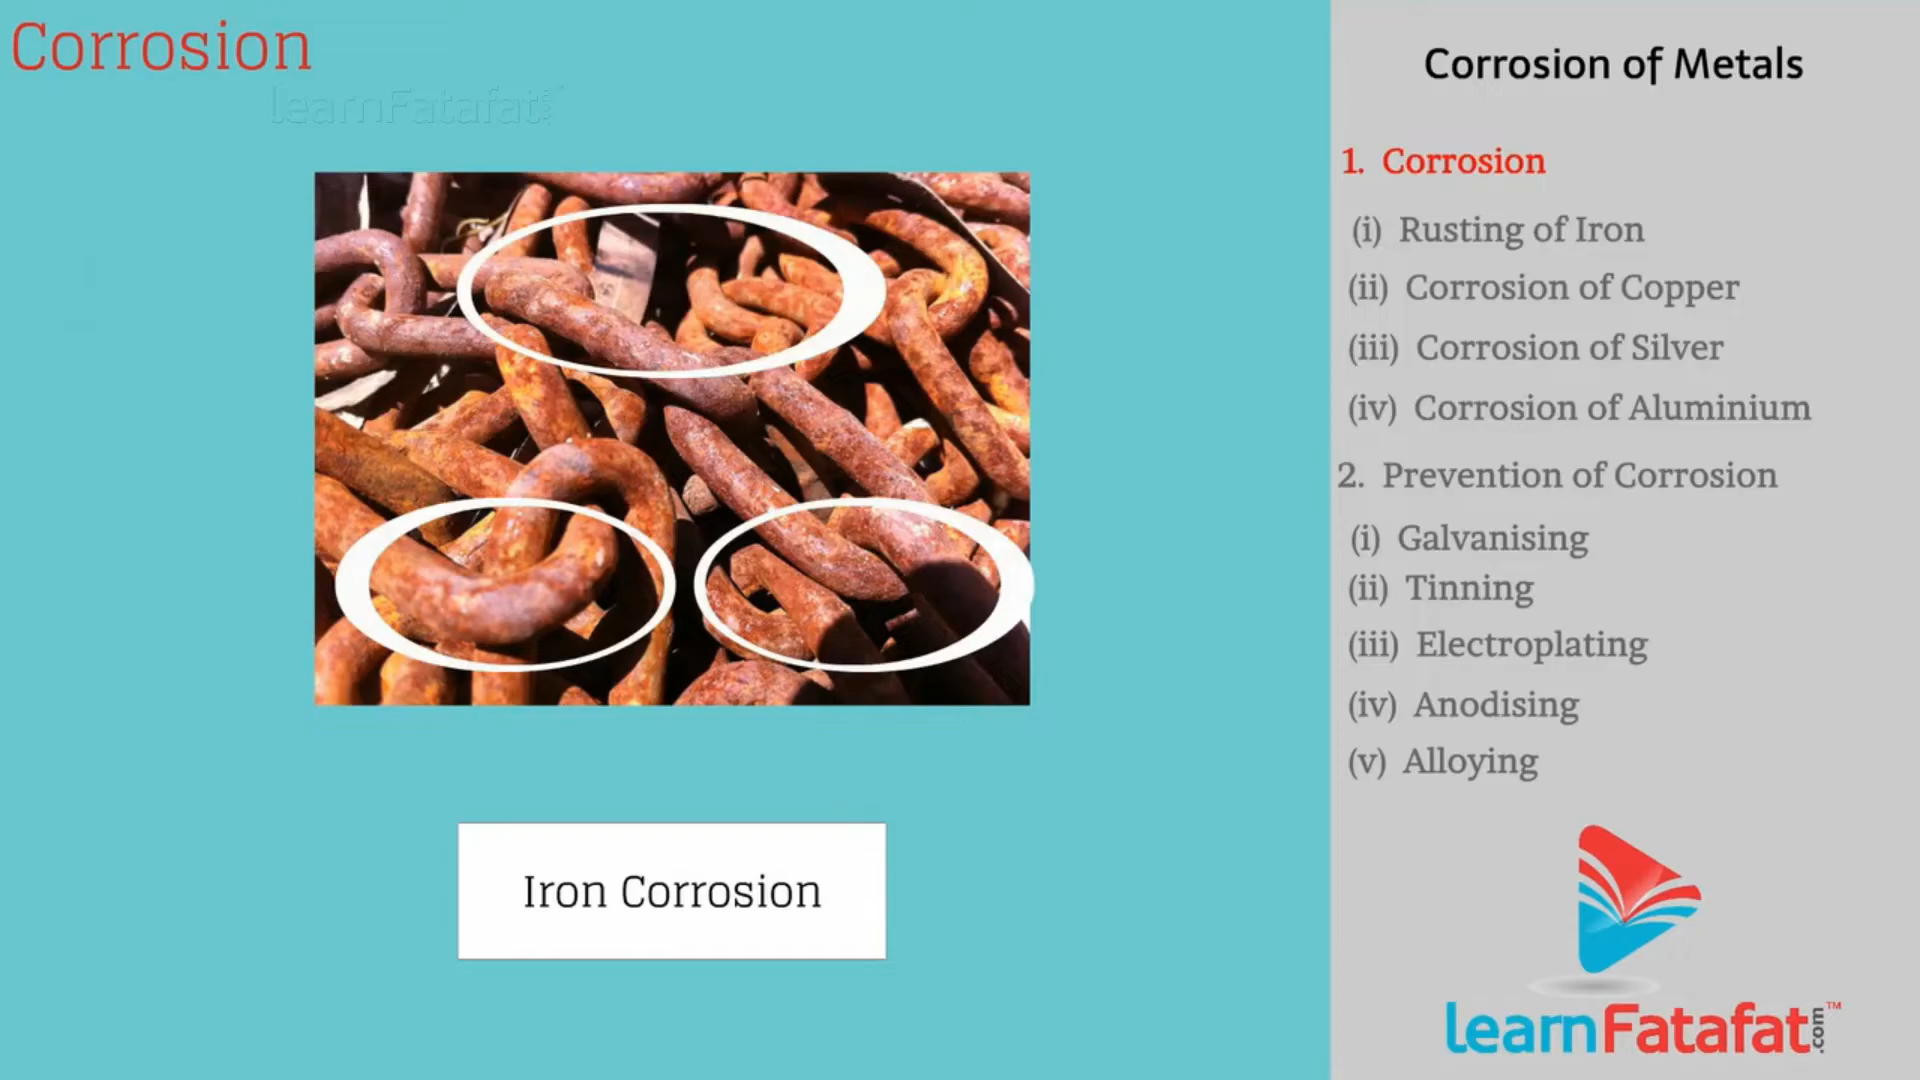 Corrosion
learnFatafat
Iron Corrosion
Corrosion of Metals
1. Corrosion
(i) Rusting of Iron
(ii) Corrosion of Copper
(iii) Corrosion of Silver
(iv) Corrosion of Aluminium
2. Prevention of Corrosion
(i) Galvanising
(ii) Tinning
(iii) Electroplating
(iv) Anodising
(v) Alloying
learnFatafat.com™